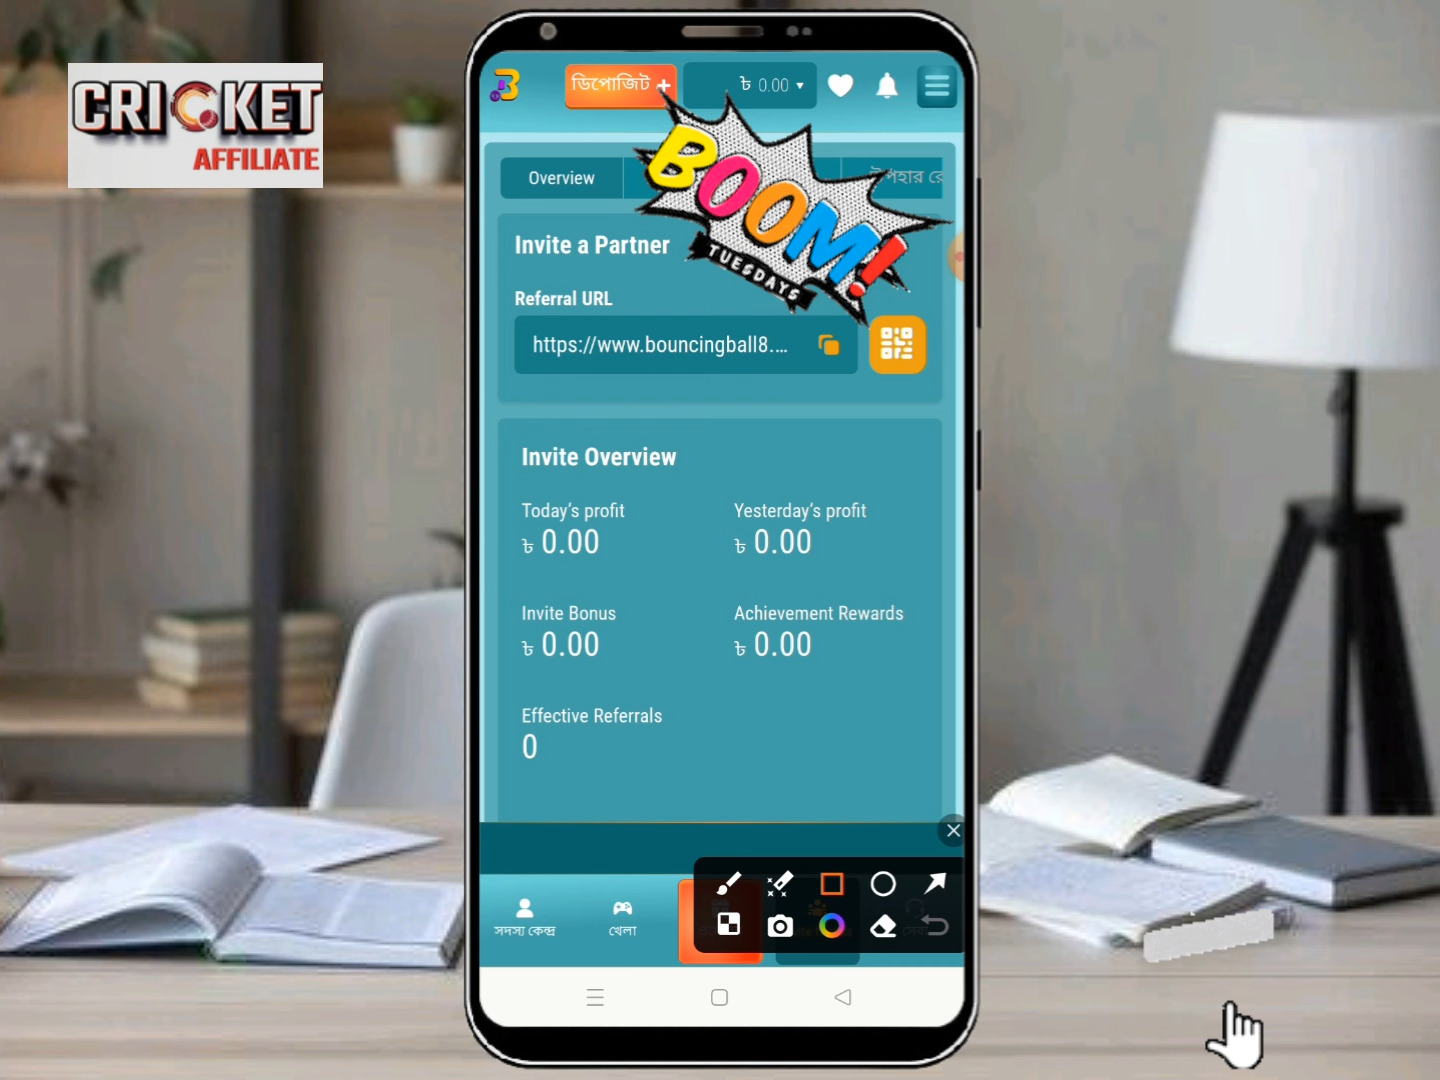 CRICKET
AFFILIATE
ডিপোজিট +
৳ 0.00
BOOM!
TUESDAYS
Overview
Invite a Partner
Referral URL
https://www.bouncingball8....
Invite Overview
Today's profit
Yesterday's profit
৳ 0.00
৳ 0.00
Invite Bonus
Achievement Rewards
৳ 0.00
৳ 0.00
Effective Referrals
0
সদস্য কেন্দ্র
খেলা